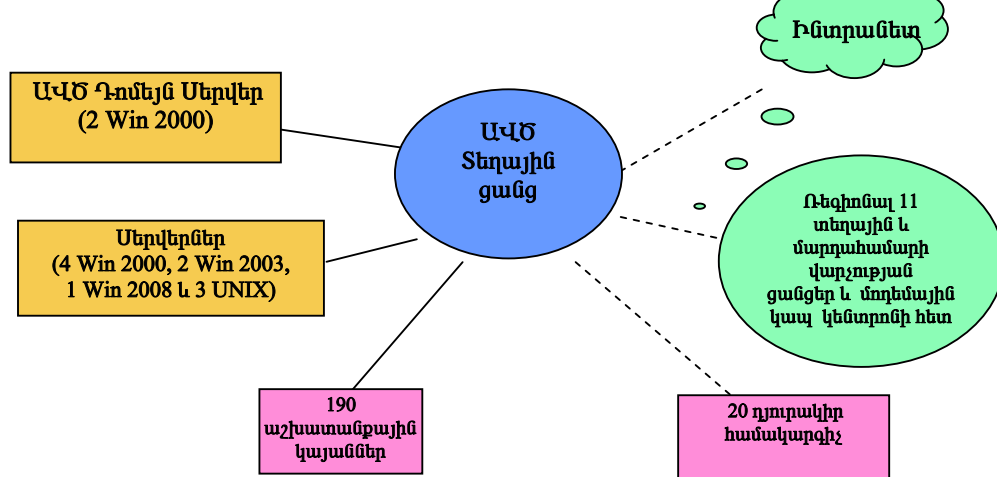 Ինտրանետ
ԱՎԾ Դոմեյն Սերվեր
(2 Win 2000)
ԱՎԾ
Տեղային
ցանց
Սերվերներ
(4 Win 2000, 2 Win 2003,
1 Win 2008 և 3 UNIX)
Ռեգիոնալ 11
տեղային և
մարդահամարի
վարչության
ցանցեր և մոդեմային
կապ կենտրոնի հետ
190
աշխատանքային
կայաններ
20 դյուրակիր
համակարգիչ